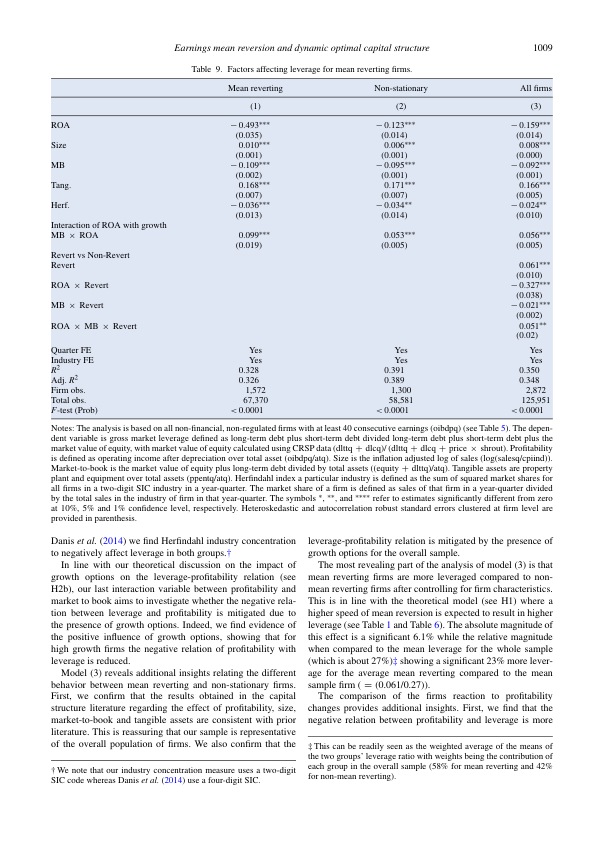 Earnings mean reversion and dynamic optimal capital structure 1009
Table 9. Factors affecting leverage for mean reverting firms.
Mean reverting Non-stationary All firms
(1) (2) (3)
ROA − 0.493*** − 0.123*** − 0.159***
(0.035) (0.014) (0.014)
Size 0.010*** 0.006*** 0.008***
(0.001) (0.001) (0.000)
MB − 0.109*** − 0.095*** − 0.092***
(0.002) (0.001) (0.001)
Tang. 0.168*** 0.171*** 0.166***
(0.007) (0.007) (0.005)
Herf. − 0.036*** − 0.034** − 0.024**
(0.013) (0.014) (0.010)
Interaction of ROA with growth
MB × ROA 0.099*** 0.053*** 0.056***
(0.019) (0.005) (0.005)
Revert vs Non-Revert
Revert 0.061***
(0.010)
ROA × Revert − 0.327***
(0.038)
MB × Revert − 0.021***
(0.002)
ROA × MB × Revert 0.051**
(0.02)
Quarter FE Yes Yes Yes
Industry FE Yes Yes Yes
R² 0.328 0.391 0.350
Adj. R² 0.326 0.389 0.348
Firm obs. 1,572 1,300 2,872
Total obs. 67,370 58,581 125,951
F-test (Prob) < 0.0001 < 0.0001 < 0.0001
Notes: The analysis is based on all non-financial, non-regulated firms with at least 40 consecutive earnings (oibdpq) (see Table 5). The depen-
dent variable is gross market leverage defined as long-term debt plus short-term debt divided long-term debt plus short-term debt plus the
market value of equity, with market value of equity calculated using CRSP data (dlttq + dlcq)/ (dlttq + dlcq + price × shrout). Profitability
is defined as operating income after depreciation over total asset (oibdpq/atq). Size is the inflation adjusted log of sales (log(salesq/cpiind)).
Market-to-book is the market value of equity plus long-term debt divided by total assets ((equity + dlttq)/atq). Tangible assets are property
plant and equipment over total assets (ppentq/atq). Herfindahl index a particular industry is defined as the sum of squared market shares for
all firms in a two-digit SIC industry in a year-quarter. The market share of a firm is defined as sales of that firm in a year-quarter divided
by the total sales in the industry of firm in that year-quarter. The symbols *, **, and **** refer to estimates significantly different from zero
at 10%, 5% and 1% confidence level, respectively. Heteroskedastic and autocorrelation robust standard errors clustered at firm level are
provided in parenthesis.
Danis et al. (2014) we find Herfindahl industry concentration
to negatively affect leverage in both groups.†
In line with our theoretical discussion on the impact of
growth options on the leverage-profitability relation (see
H2b), our last interaction variable between profitability and
market to book aims to investigate whether the negative rela-
tion between leverage and profitability is mitigated due to
the presence of growth options. Indeed, we find evidence of
the positive influence of growth options, showing that for
high growth firms the negative relation of profitability with
leverage is reduced.
Model (3) reveals additional insights relating the different
behavior between mean reverting and non-stationary firms.
First, we confirm that the results obtained in the capital
structure literature regarding the effect of profitability, size,
market-to-book and tangible assets are consistent with prior
literature. This is reassuring that our sample is representative
of the overall population of firms. We also confirm that the
† We note that our industry concentration measure uses a two-digit
SIC code whereas Danis et al. (2014) use a four-digit SIC.
leverage-profitability relation is mitigated by the presence of
growth options for the overall sample.
The most revealing part of the analysis of model (3) is that
mean reverting firms are more leveraged compared to non-
mean reverting firms after controlling for firm characteristics.
This is in line with the theoretical model (see H1) where a
higher speed of mean reversion is expected to result in higher
leverage (see Table 1 and Table 6). The absolute magnitude of
this effect is a significant 6.1% while the relative magnitude
when compared to the mean leverage for the whole sample
(which is about 27%)‡ showing a significant 23% more lever-
age for the average mean reverting compared to the mean
sample firm ( = (0.061/0.27)).
The comparison of the firms reaction to profitability
changes provides additional insights. First, we find that the
negative relation between profitability and leverage is more
‡ This can be readily seen as the weighted average of the means of
the two groups' leverage ratio with weights being the contribution of
each group in the overall sample (58% for mean reverting and 42%
for non-mean reverting).